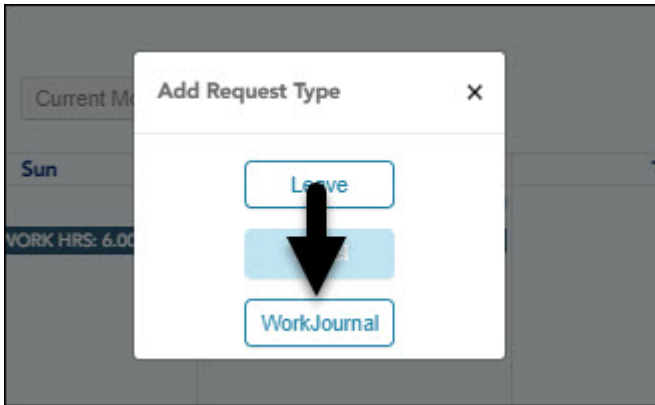 Current Mo
Add Request Type
×
Sun
Leave
WORK HRS: 6.00
WorkJournal